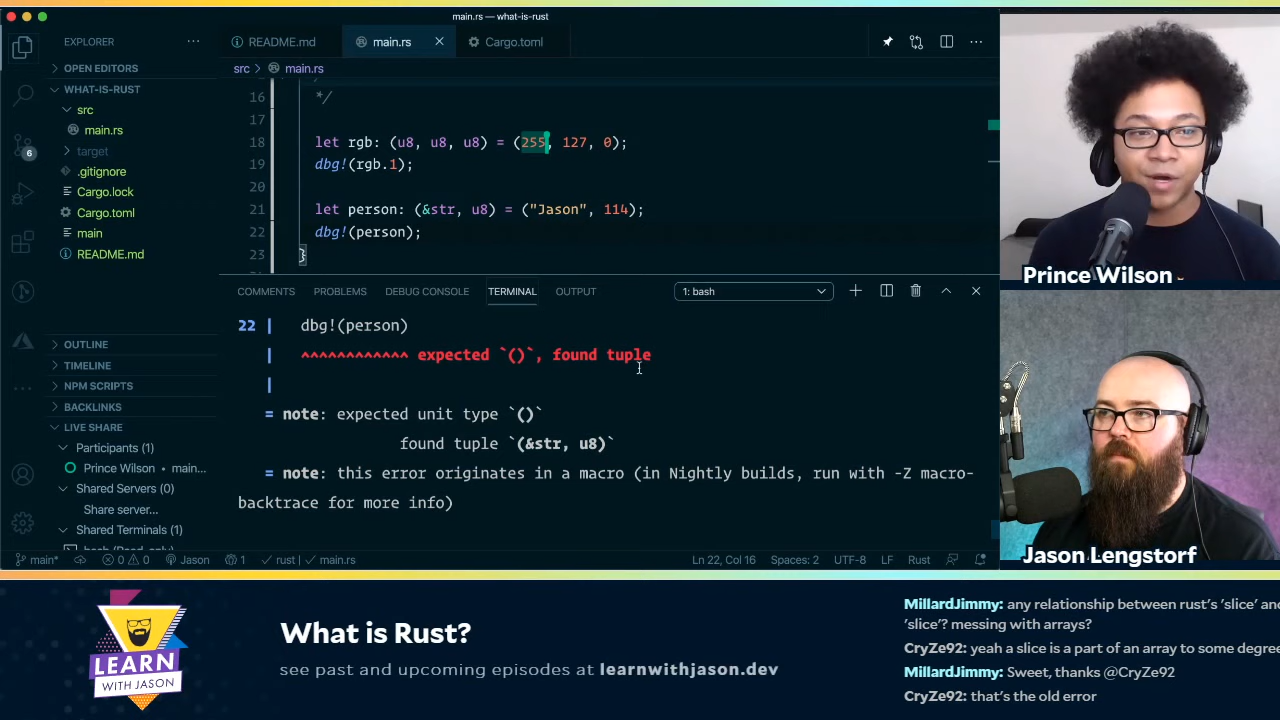 main.rs — what-is-rust
EXPLORER
README.md
main.rs
Cargo.toml
OPEN EDITORS
WHAT-IS-RUST
src
main.rs
target
.gitignore
Cargo.lock
Cargo.toml
main
README.md
OUTLINE
TIMELINE
NPM SCRIPTS
BACKLINKS
LIVE SHARE
Participants (1)
Prince Wilson • main...
Shared Servers (0)
Share server...
Shared Terminals (1)
6
src > main.rs
16 */
17
18 let rgb: (u8, u8, u8) = (255, 127, 0);
19 dbg!(rgb.1);
20
21 let person: (&str, u8) = ("Jason", 114);
22 dbg!(person);
23 }
COMMENTS PROBLEMS DEBUG CONSOLE TERMINAL OUTPUT
1: bash
22 | dbg!(person)
| ^^^^^^^^^^^^ expected `()`, found tuple
|
= note: expected unit type `()`
found tuple `(&str, u8)`
= note: this error originates in a macro (in Nightly builds, run with -Z macro-
backtrace for more info)
main* 0 0 Jason 1 rust main.rs
Ln 22, Col 16 Spaces: 2 UTF-8 LF Rust
Prince Wilson
Jason Lengstorf
LEARN
WITH JASON
What is Rust?
see past and upcoming episodes at learnwithjason.dev
MillardJimmy: any relationship between rust's 'slice' and
'slice'? messing with arrays?
CryZe92: yeah a slice is a part of an array to some degree
MillardJimmy: Sweet, thanks @CryZe92
CryZe92: that's the old error